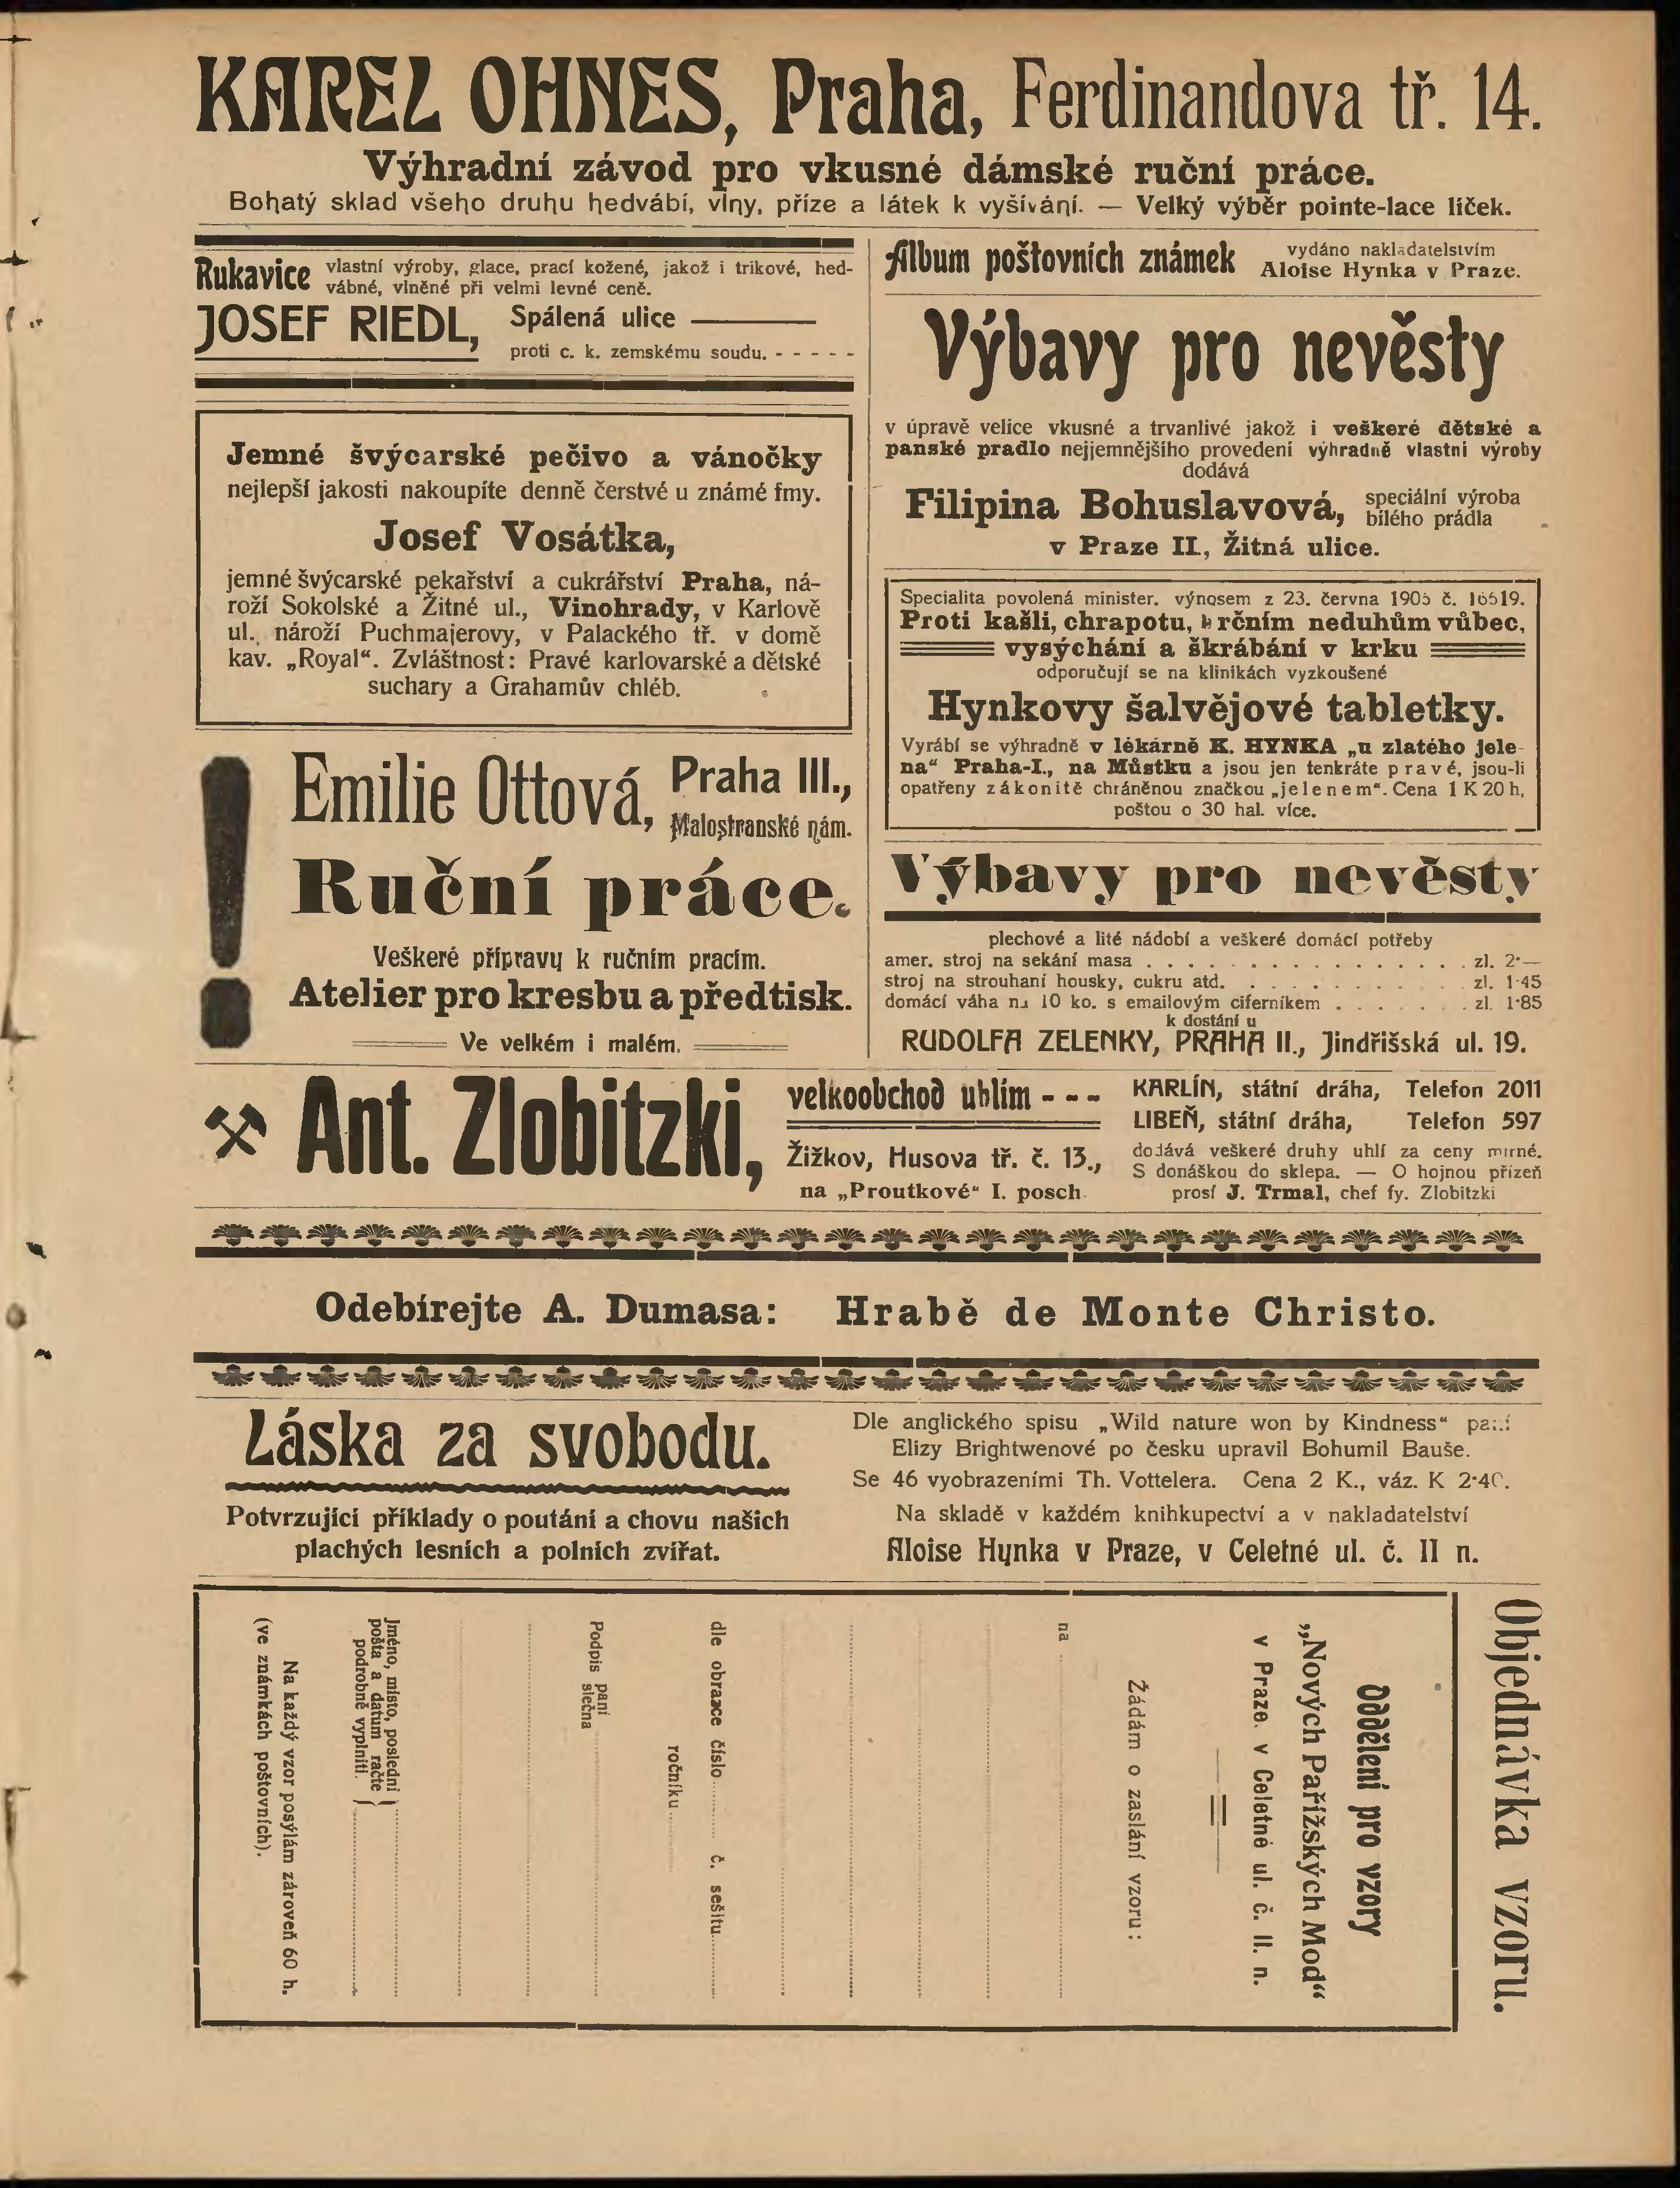 KAREL OHNES, Praha, Ferdinandova tř. 14.
Výhradní závod pro vkusné dámské ruční práce.
Bohatý sklad všeho druhu hedvábí, vlny, příze a látek k vyšívání. — Velký výběr pointe-lace líček.
Rukavice vlastní výroby, glace, prací kožené, jakož i trikové, hed-
vábné, vlněné při velmi levné ceně.
JOSEF RIEDL, Spálená ulice
proti c. k. zemskému soudu. - - - - -
Jemné švýcarské pečivo a vánočky
nejlepší jakosti nakoupíte denně čerstvé u známé fmy.
Josef Vosátka,
jemné švýcarské pekařství a cukrářství Praha, ná-
roží Sokolské a Žitné ul., Vinohrady, v Karlově
ul. nároží Puchmajerovy, v Palackého tř. v domě
kav. „Royal“. Zvláštnost: Pravé karlovarské a dětské
suchary a Grahamův chléb.
! Emilie Ottová, Praha III.,
Malostranské nám.
Ruční práce.
Veškeré přípravy k ručním pracím.
Atelier pro kresbu a předtisk.
Ve velkém i malém.
Album poštovních známek vydáno nakladatelstvím
Aloise Hynka v Praze.
Výbavy pro nevěsty
v úpravě velice vkusné a trvanlivé jakož i veškeré dětské a
panské pradlo nejjemnějšího provedení výhradně vlastní výroby
dodává
Filipina Bohuslavová, speciální výroba
bílého prádla
v Praze II., Žitná ulice.
Specialita povolená minister. výnosem z 23. června 1905 č. 16519.
Proti kašli, chrapotu, krčním neduhům vůbec,
vysýchání a škrábání v krku
odporučují se na klinikách vyzkoušené
Hynkovy šalvějové tabletky.
Vyrábí se výhradně v lékárně K. HYNKA „u zlatého jele-
na“ Praha-I., na Můstku a jsou jen tenkráte pravé, jsou-li
opatřeny zákonitě chráněnou značkou „jelenem“. Cena 1 K 20 h,
poštou o 30 hal. více.
Výbavy pro nevěsty
plechové a lité nádobí a veškeré domácí potřeby
amer. stroj na sekání masa . . . . . . . . . . . . . . . . zl. 2·—
stroj na strouhaní housky, cukru atd. . . . . . . . . . . . zl. 1·45
domácí váha na 10 ko. s emailovým ciferníkem . . . . . . . zl. 1·85
k dostání u
RUDOLFA ZELENKY, PRAHA II., Jindřišská ul. 19.
Ant. Zlobitzki, velkoobchod uhlím - - -
Žižkov, Husova tř. č. 13.,
na „Proutkové“ I. posch
KARLÍN, státní dráha, Telefon 2011
LIBEŇ, státní dráha, Telefon 597
dodává veškeré druhy uhlí za ceny mírné.
S donáškou do sklepa. — O hojnou přízeň
prosí J. Trmal, chef fy. Zlobitzki
Odebírejte A. Dumasa: Hrabě de Monte Christo.
Láska za svobodu.
Potvrzující příklady o poutání a chovu našich
plachých lesních a polních zvířat.
Dle anglického spisu „Wild nature won by Kindness“ paní
Elizy Brightwenové po česku upravil Bohumil Bauše.
Se 46 vyobrazeními Th. Vottelera. Cena 2 K., váz. K 2·40.
Na skladě v každém knihkupectví a v nakladatelství
Aloise Hynka v Praze, v Celetné ul. č. 11 n.
Objednávka vzoru.
Oddělení pro vzory
„Nových Pařížských Mod“
v Praze, v Celetné ul. č. 11. n.
Žádám o zaslání vzoru:
na
dle obrazce číslo č. sešitu
ročníku
Podpis paní
slečna
Jméno, místo, poslední
pošta a datum račte
podrobně vyplniti.
Na každý vzor posýlám zároveň 60 h.
(ve známkách poštovních).